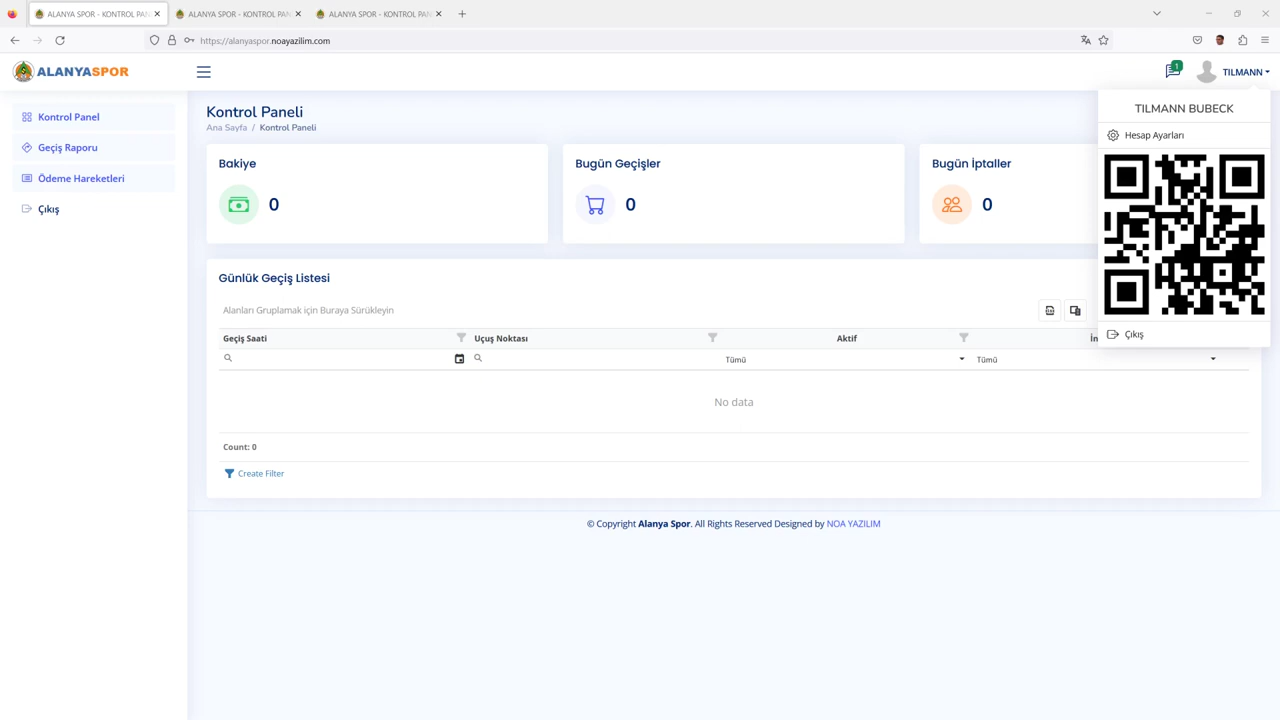 ALANYA SPOR - KONTROL PAN
ALANYA SPOR - KONTROL PAN
ALANYA SPOR - KONTROL PAN
https://alanyaspor.noayazilim.com
ALANYASPOR
1
TILMANN
TILMANN BUBECK
Hesap Ayarları
Çıkış
Kontrol Panel
Geçiş Raporu
Ödeme Hareketleri
Çıkış
Kontrol Paneli
Ana Sayfa / Kontrol Paneli
Bakiye
0
Bugün Geçişler
0
Bugün İptaller
0
Günlük Geçiş Listesi
Alanları Gruplamak için Buraya Sürükleyin
Geçiş Saati Uçuş Noktası Aktif İn
Tümü Tümü
No data
Count: 0
Create Filter
© Copyright Alanya Spor. All Rights Reserved Designed by NOA YAZILIM